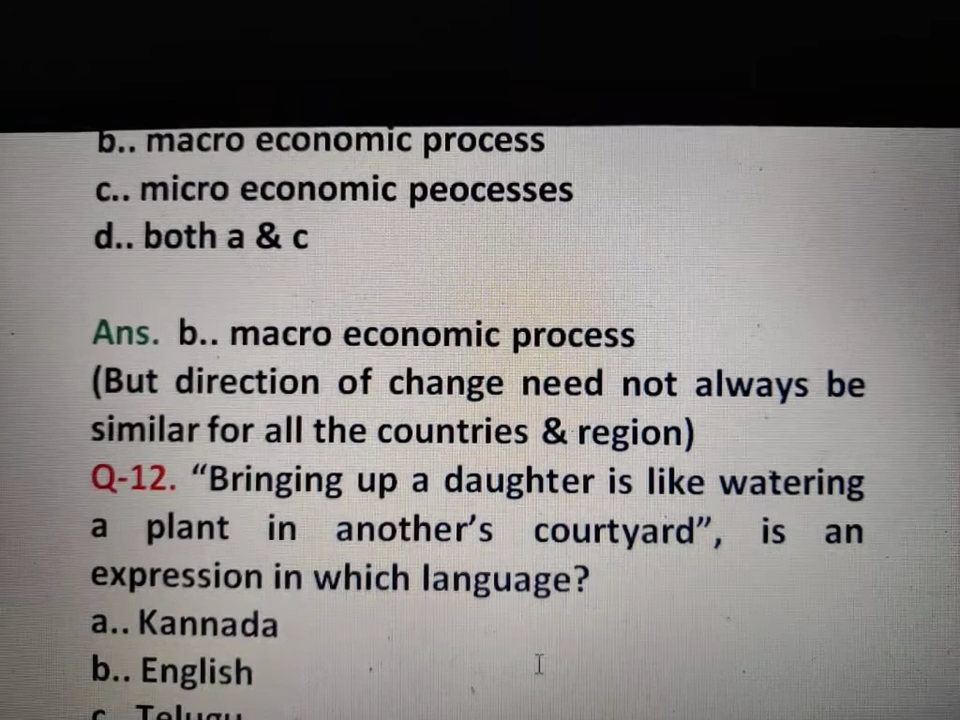 b.. macro economic process
c.. micro economic peocesses
d.. both a & c
Ans. b.. macro economic process
(But direction of change need not always be
similar for all the countries & region)
Q-12. “Bringing up a daughter is like watering
a plant in another’s courtyard”, is an
expression in which language?
a.. Kannada
b.. English
c.. Telugu